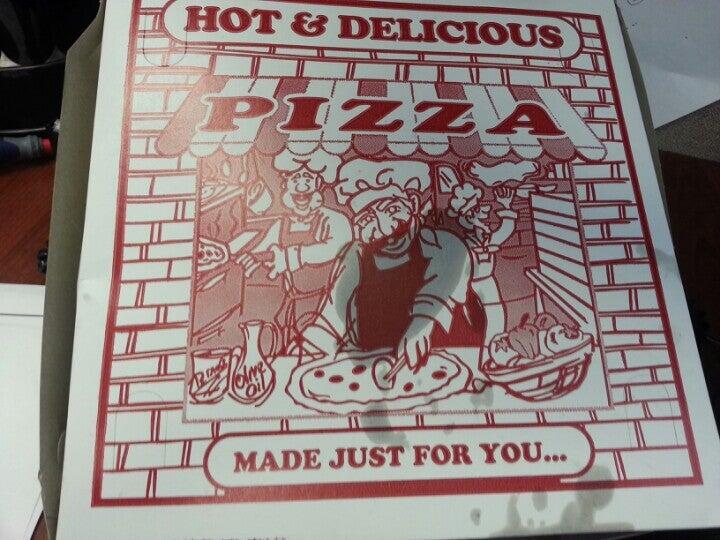 HOT & DELICIOUS
PIZZA
Olive
Oil
MADE JUST FOR YOU...